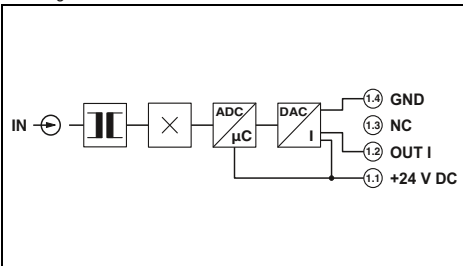 IN
ADC
µC
DAC
I
1.4 GND
1.3 NC
1.2 OUT I
1.1 +24 V DC